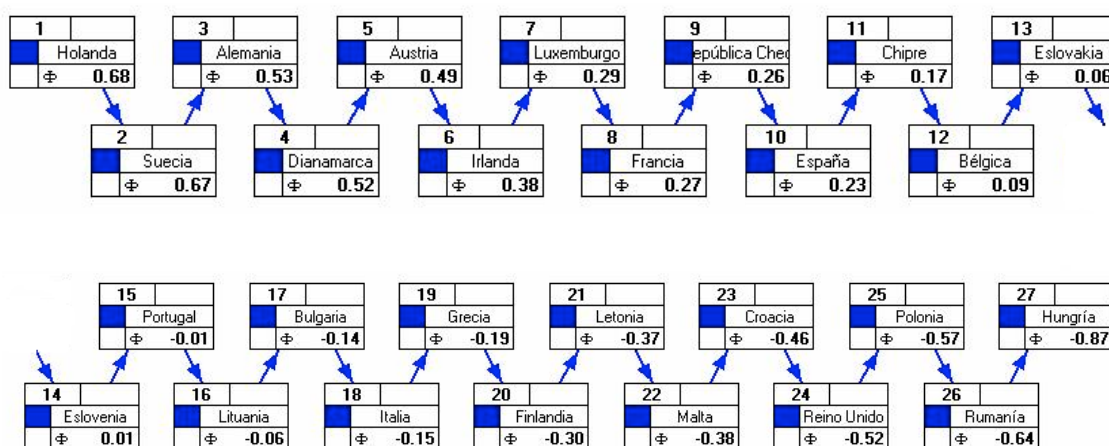 1
Holanda
Φ 0.68
2
Suecia
Φ 0.67
3
Alemania
Φ 0.53
4
Dianamarca
Φ 0.52
5
Austria
Φ 0.49
6
Irlanda
Φ 0.38
7
Luxemburgo
Φ 0.29
8
Francia
Φ 0.27
9
epública Chec
Φ 0.26
10
España
Φ 0.23
11
Chipre
Φ 0.17
12
Bélgica
Φ 0.09
13
Eslovakia
Φ 0.06
14
Eslovenia
Φ 0.01
15
Portugal
Φ -0.01
16
Lituania
Φ -0.06
17
Bulgaria
Φ -0.14
18
Italia
Φ -0.15
19
Grecia
Φ -0.19
20
Finlandia
Φ -0.30
21
Letonia
Φ -0.37
22
Malta
Φ -0.38
23
Croacia
Φ -0.46
24
Reino Unido
Φ -0.52
25
Polonia
Φ -0.57
26
Rumanía
Φ -0.64
27
Hungría
Φ -0.87